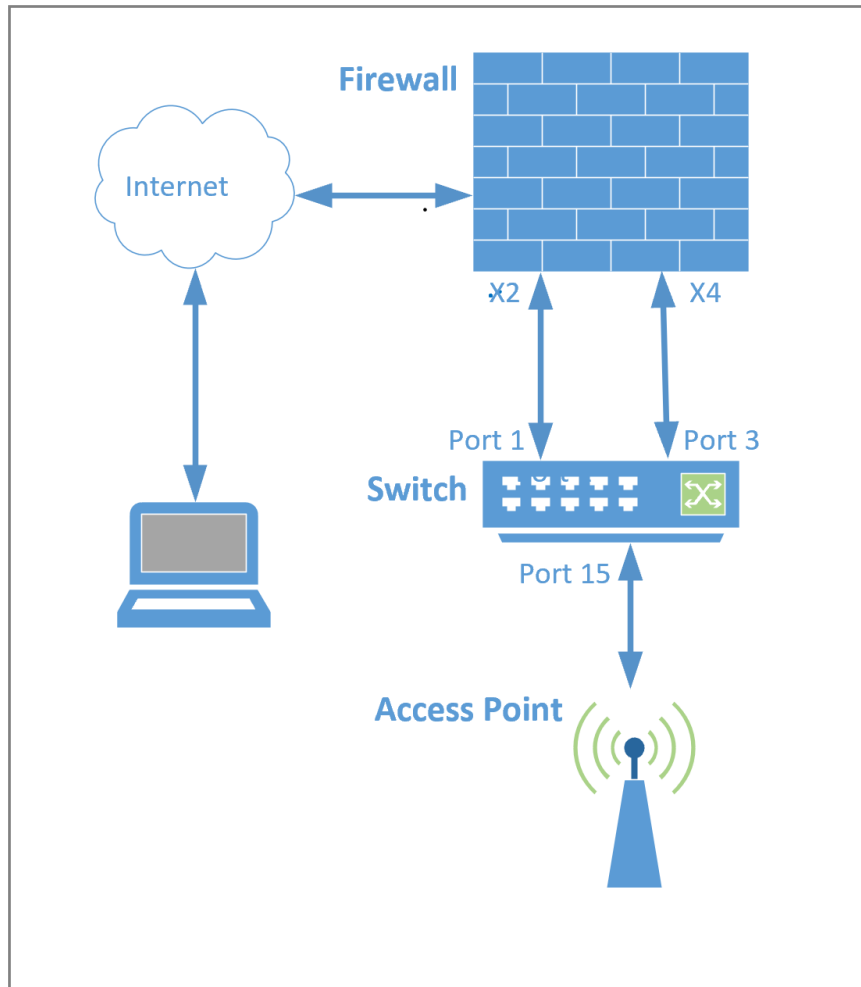 Firewall
Internet
X2
X4
Port 1
Port 3
Switch
Port 15
Access Point